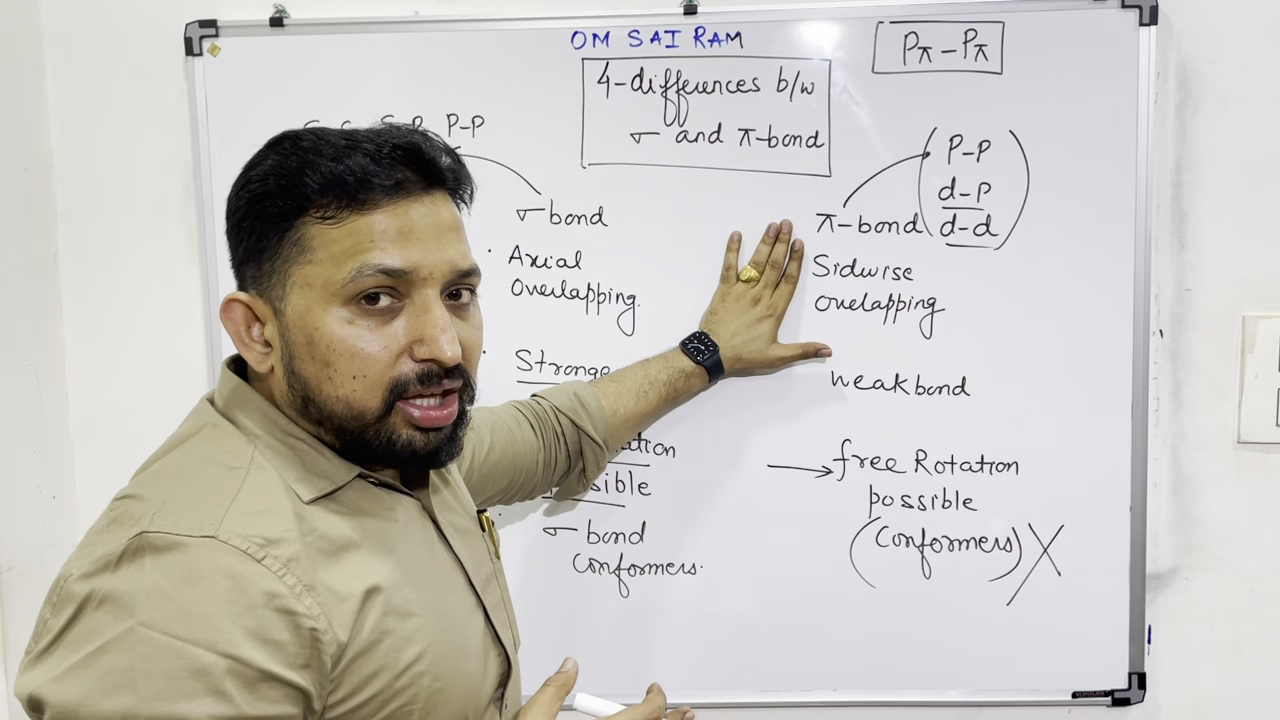 OM SAI RAM
Pπ-Pπ
4-differences b/w
σ and π-bond
P-P
σ bond
Axial
Overlapping.
Stronge
ation
sible
σ bond
Conformers.
P-P
d-P
π-bond d-d
Sidwise
overlapping
weak bond
→ free Rotation
possible
(Conformers) X